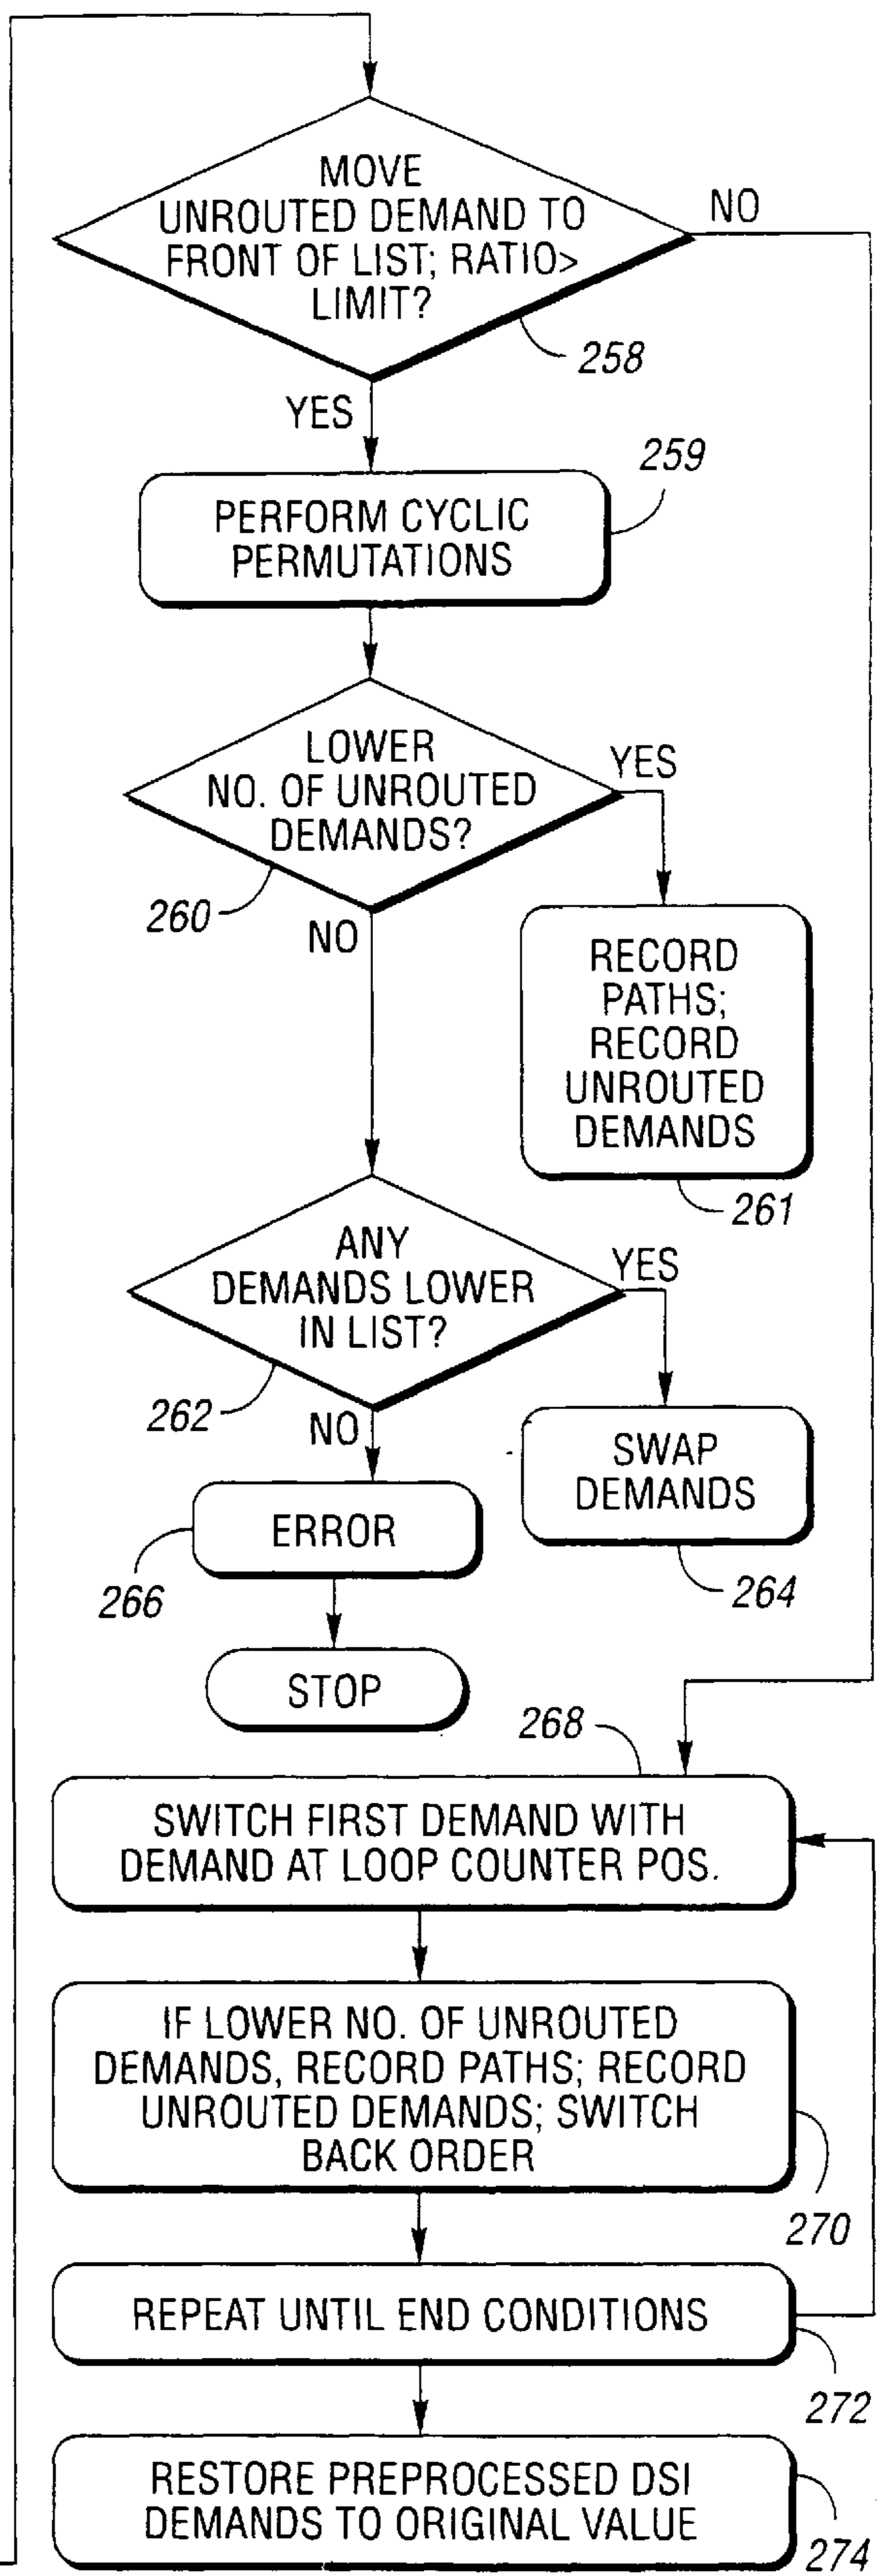 MOVE
UNROUTED DEMAND TO
FRONT OF LIST; RATIO>
LIMIT?
NO
258
YES
259
PERFORM CYCLIC
PERMUTATIONS
LOWER
NO. OF UNROUTED
DEMANDS?
YES
260
NO
RECORD
PATHS;
RECORD
UNROUTED
DEMANDS
261
ANY
DEMANDS LOWER
IN LIST?
YES
262
NO
SWAP
DEMANDS
264
ERROR
266
STOP
268
SWITCH FIRST DEMAND WITH
DEMAND AT LOOP COUNTER POS.
IF LOWER NO. OF UNROUTED
DEMANDS, RECORD PATHS; RECORD
UNROUTED DEMANDS; SWITCH
BACK ORDER
270
REPEAT UNTIL END CONDITIONS
272
RESTORE PREPROCESSED DSI
DEMANDS TO ORIGINAL VALUE
274